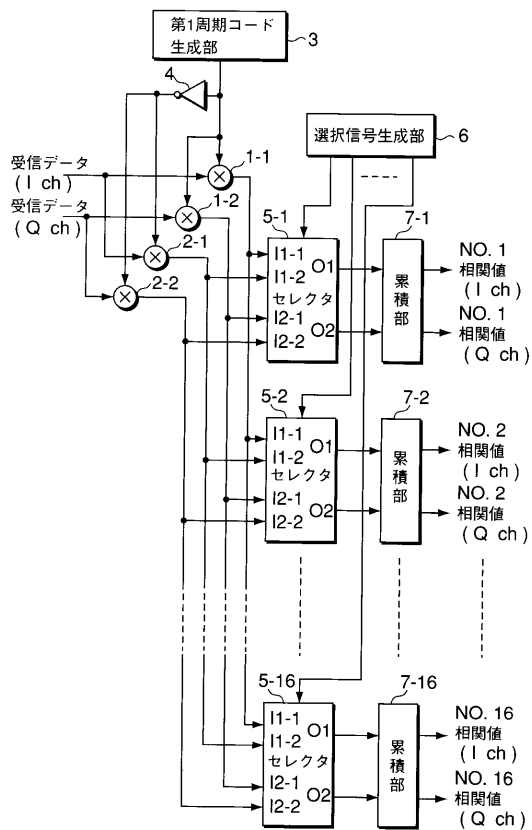 第1周期コード
生成部
3
4
選択信号生成部
6
受信データ
(I ch)
1-1
受信データ
(Q ch)
1-2
2-1
2-2
5-1
I1-1
I1-2
セレクタ
I2-1
I2-2
O1
O2
7-1
累積部
NO. 1
相関値
(I ch)
NO. 1
相関値
(Q ch)
5-2
I1-1
I1-2
セレクタ
I2-1
I2-2
O1
O2
7-2
累積部
NO. 2
相関値
(I ch)
NO. 2
相関値
(Q ch)
5-16
I1-1
I1-2
セレクタ
I2-1
I2-2
O1
O2
7-16
累積部
NO. 16
相関値
(I ch)
NO. 16
相関値
(Q ch)